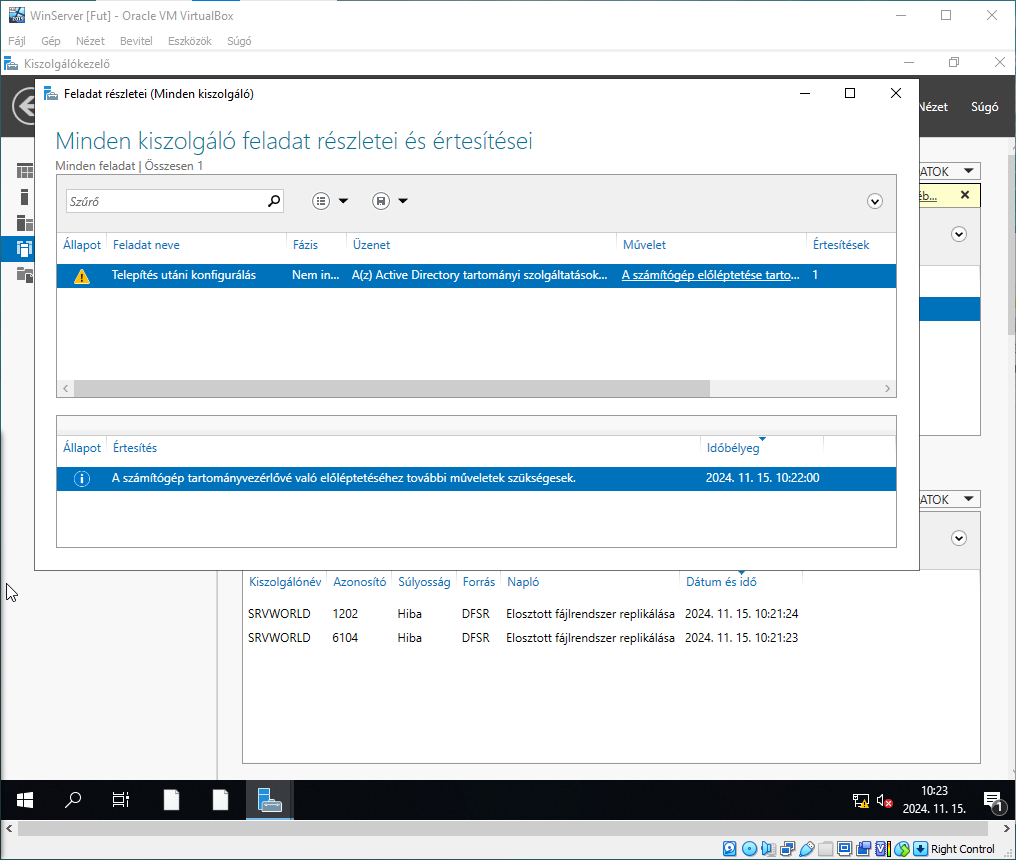 WinServer [Fut] - Oracle VM VirtualBox
Fájl Gép Nézet Bevitel Eszközök Súgó
Kiszolgálókezelő
Nézet Súgó
Feladat részletei (Minden kiszolgáló)
Minden kiszolgáló feladat részletei és értesítései
Minden feladat | Összesen 1
Szűrő
Állapot Feladat neve Fázis Üzenet Művelet Értesítések
Telepítés utáni konfigurálás Nem in... A(z) Active Directory tartományi szolgáltatások... A számítógép előléptetése tarto... 1
Állapot Értesítés Időbélyeg
A számítógép tartományvezérlővé való előléptetéséhez további műveletek szükségesek. 2024. 11. 15. 10:22:00
Kiszolgálónév Azonosító Súlyosság Forrás Napló Dátum és idő
SRVWORLD 1202 Hiba DFSR Elosztott fájlrendszer replikálása 2024. 11. 15. 10:21:24
SRVWORLD 6104 Hiba DFSR Elosztott fájlrendszer replikálása 2024. 11. 15. 10:21:23
10:23
2024. 11. 15.
1
Right Control